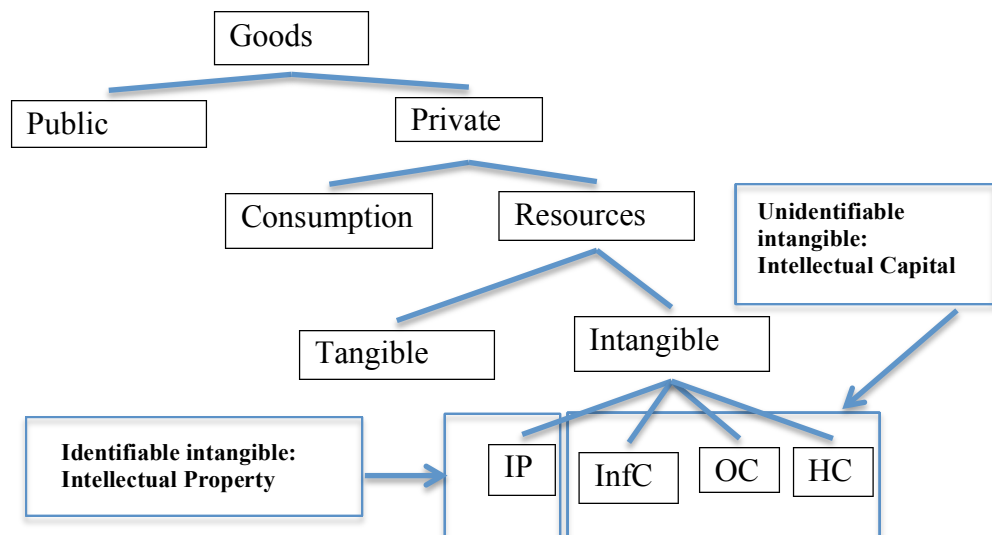 Goods
Public
Private
Consumption
Resources
Unidentifiable
intangible:
Intellectual Capital
Tangible
Intangible
Identifiable intangible:
Intellectual Property
IP
InfC
OC
HC